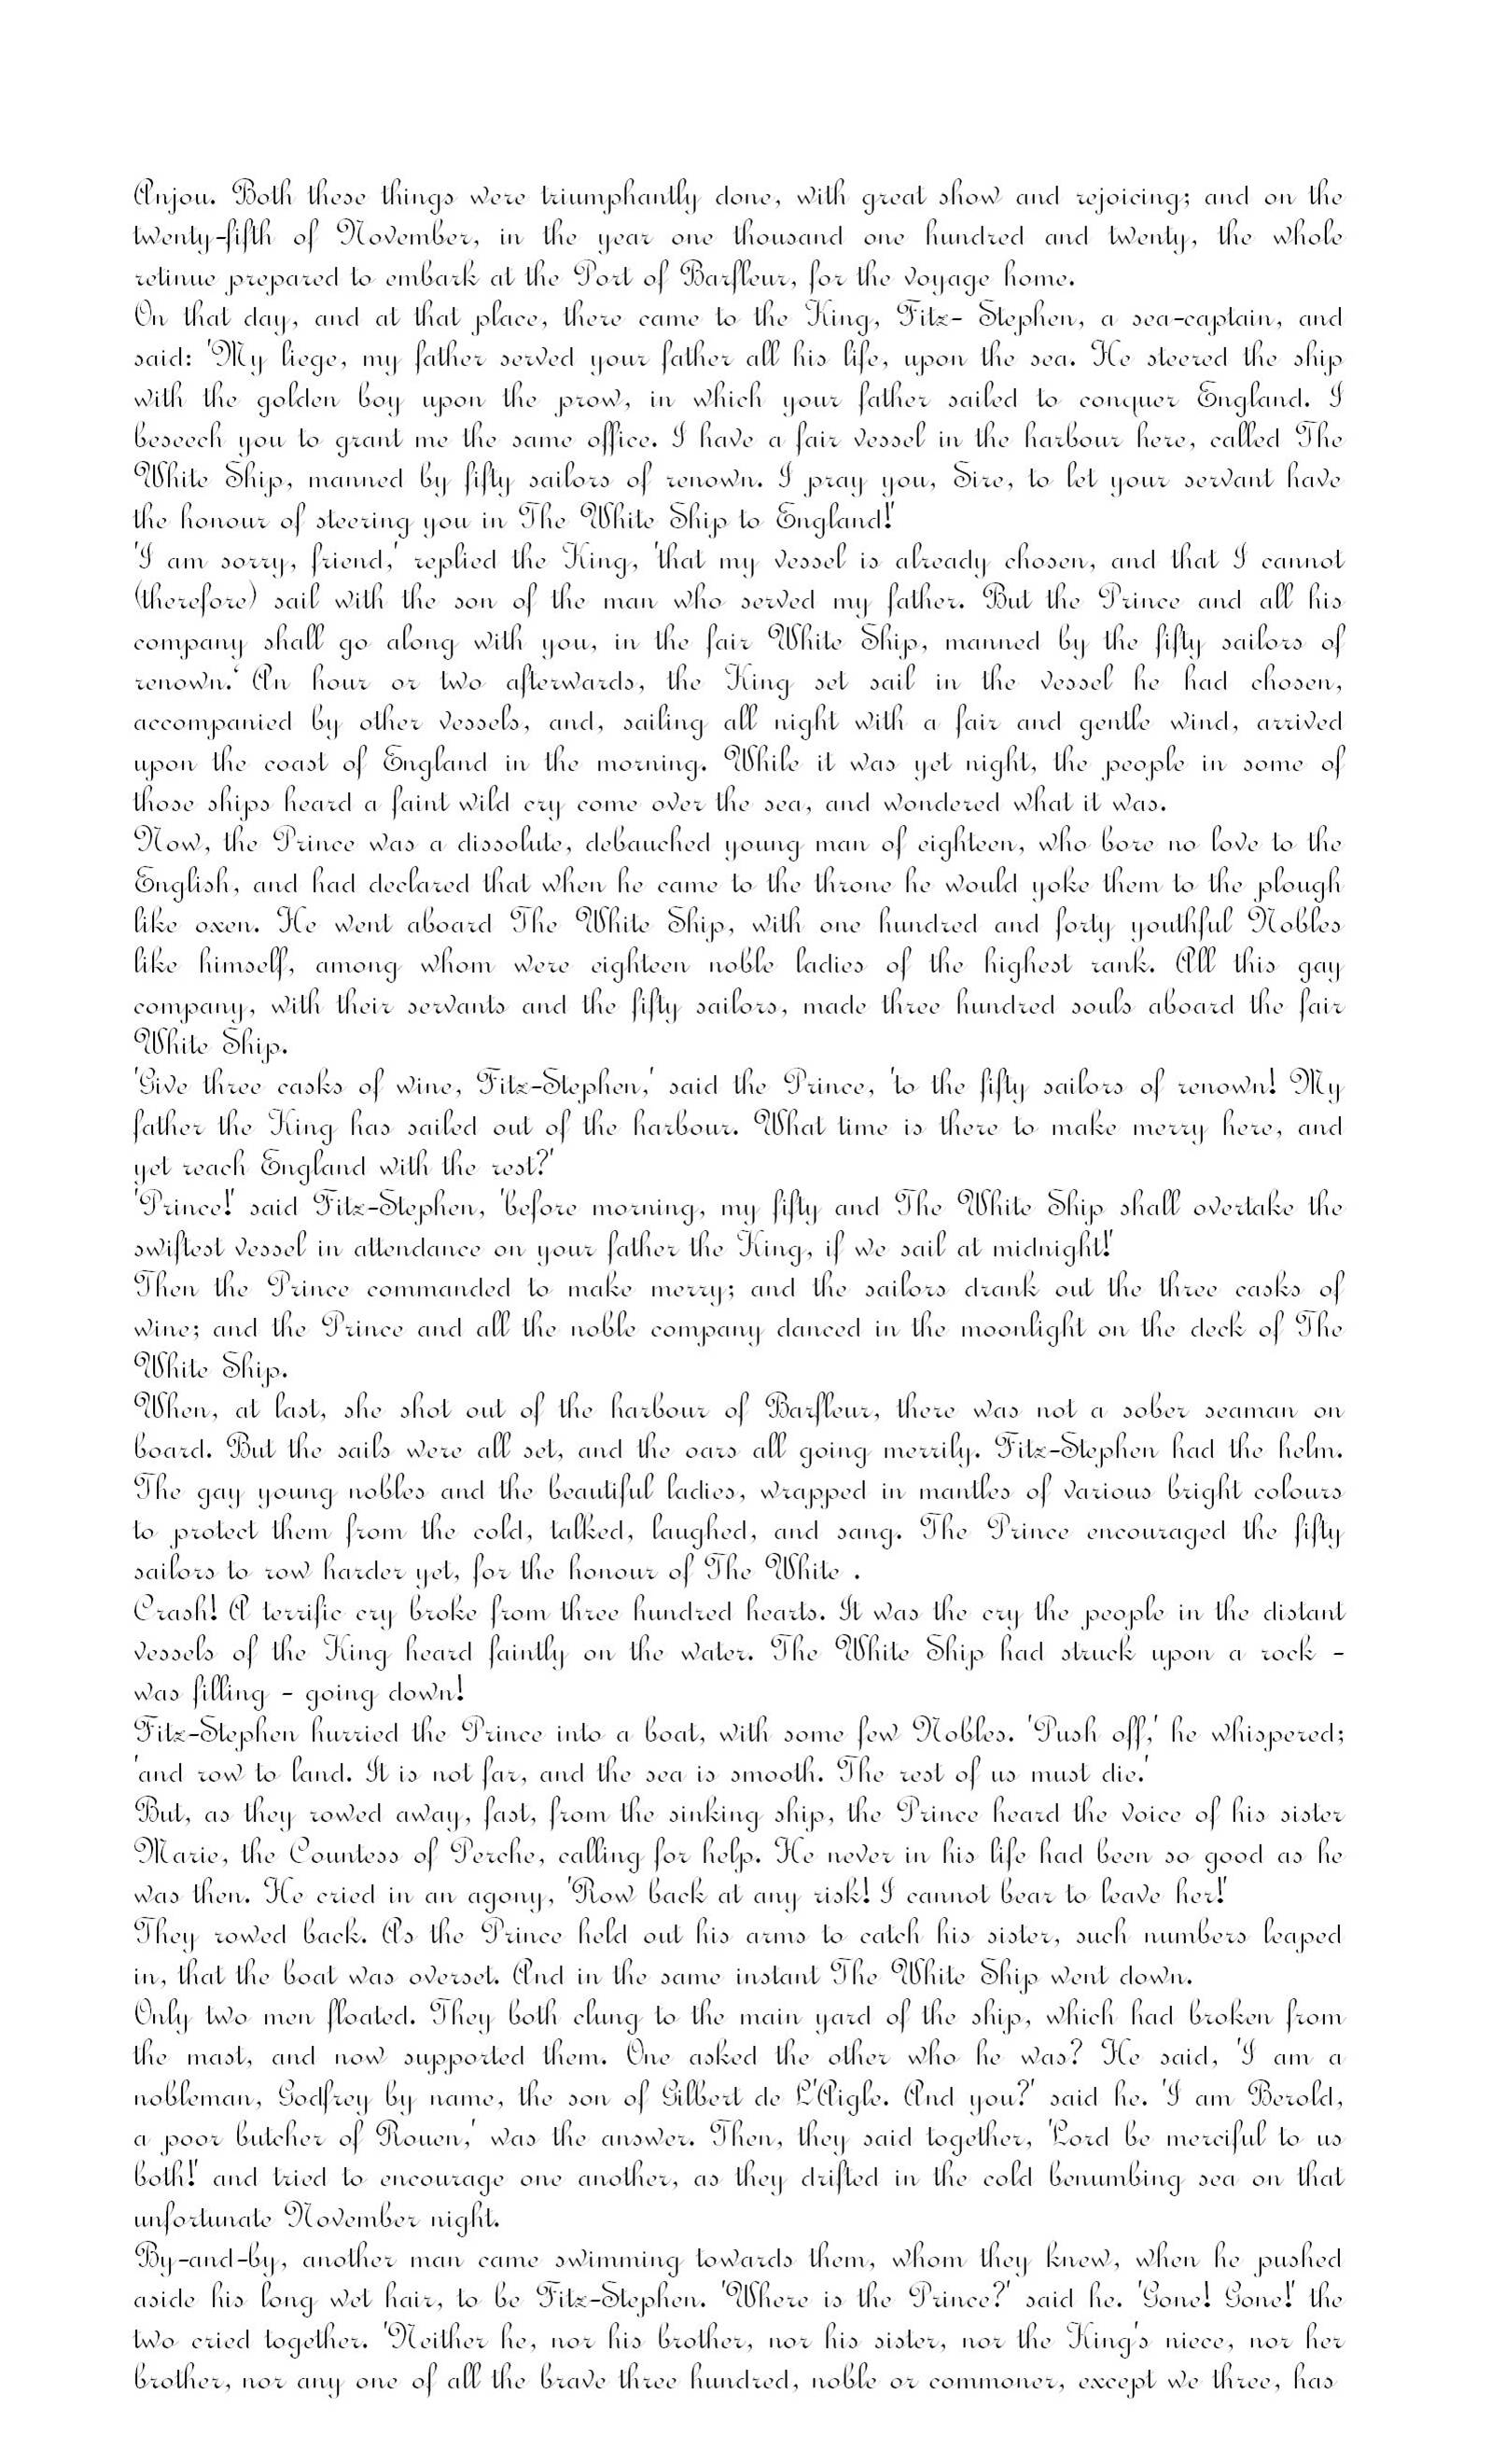 Anjou. Both these things were triumphantly done, with great show and rejoicing; and on the
twenty-fifth of November, in the year one thousand one hundred and twenty, the whole
retinue prepared to embark at the Port of Barfleur, for the voyage home.
On that day, and at that place, there came to the King, Fitz- Stephen, a sea-captain, and
said: 'My liege, my father served your father all his life, upon the sea. He steered the ship
with the golden boy upon the prow, in which your father sailed to conquer England. I
beseech you to grant me the same office. I have a fair vessel in the harbour here, called The
White Ship, manned by fifty sailors of renown. I pray you, Sire, to let your servant have
the honour of steering you in The White Ship to England!'
'I am sorry, friend,' replied the King, 'that my vessel is already chosen, and that I cannot
(therefore) sail with the son of the man who served my father. But the Prince and all his
company shall go along with you, in the fair White Ship, manned by the fifty sailors of
renown.‘ An hour or two afterwards, the King set sail in the vessel he had chosen,
accompanied by other vessels, and, sailing all night with a fair and gentle wind, arrived
upon the coast of England in the morning. While it was yet night, the people in some of
those ships heard a faint wild cry come over the sea, and wondered what it was.
Now, the Prince was a dissolute, debauched young man of eighteen, who bore no love to the
English, and had declared that when he came to the throne he would yoke them to the plough
like oxen. He went aboard The White Ship, with one hundred and forty youthful Nobles
like himself, among whom were eighteen noble ladies of the highest rank. All this gay
company, with their servants and the fifty sailors, made three hundred souls aboard the fair
White Ship.
'Give three casks of wine, Fitz-Stephen,' said the Prince, 'to the fifty sailors of renown! My
father the King has sailed out of the harbour. What time is there to make merry here, and
yet reach England with the rest?'
'Prince!' said Fitz-Stephen, 'before morning, my fifty and The White Ship shall overtake the
swiftest vessel in attendance on your father the King, if we sail at midnight!'
Then the Prince commanded to make merry; and the sailors drank out the three casks of
wine; and the Prince and all the noble company danced in the moonlight on the deck of The
White Ship.
When, at last, she shot out of the harbour of Barfleur, there was not a sober seaman on
board. But the sails were all set, and the oars all going merrily. Fitz-Stephen had the helm.
The gay young nobles and the beautiful ladies, wrapped in mantles of various bright colours
to protect them from the cold, talked, laughed, and sang. The Prince encouraged the fifty
sailors to row harder yet, for the honour of The White .
Crash! A terrific cry broke from three hundred hearts. It was the cry the people in the distant
vessels of the King heard faintly on the water. The White Ship had struck upon a rock -
was filling - going down!
Fitz-Stephen hurried the Prince into a boat, with some few Nobles. 'Push off,' he whispered;
'and row to land. It is not far, and the sea is smooth. The rest of us must die.'
But, as they rowed away, fast, from the sinking ship, the Prince heard the voice of his sister
Marie, the Countess of Perche, calling for help. He never in his life had been so good as he
was then. He cried in an agony, 'Row back at any risk! I cannot bear to leave her!'
They rowed back. As the Prince held out his arms to catch his sister, such numbers leaped
in, that the boat was overset. And in the same instant The White Ship went down.
Only two men floated. They both clung to the main yard of the ship, which had broken from
the mast, and now supported them. One asked the other who he was? He said, 'I am a
nobleman, Godfrey by name, the son of Gilbert de L'Aigle. And you?' said he. 'I am Berold,
a poor butcher of Rouen,' was the answer. Then, they said together, 'Lord be merciful to us
both!' and tried to encourage one another, as they drifted in the cold benumbing sea on that
unfortunate November night.
By-and-by, another man came swimming towards them, whom they knew, when he pushed
aside his long wet hair, to be Fitz-Stephen. 'Where is the Prince?' said he. 'Gone! Gone!' the
two cried together. 'Neither he, nor his brother, nor his sister, nor the King's niece, nor her
brother, nor any one of all the brave three hundred, noble or commoner, except we three, has